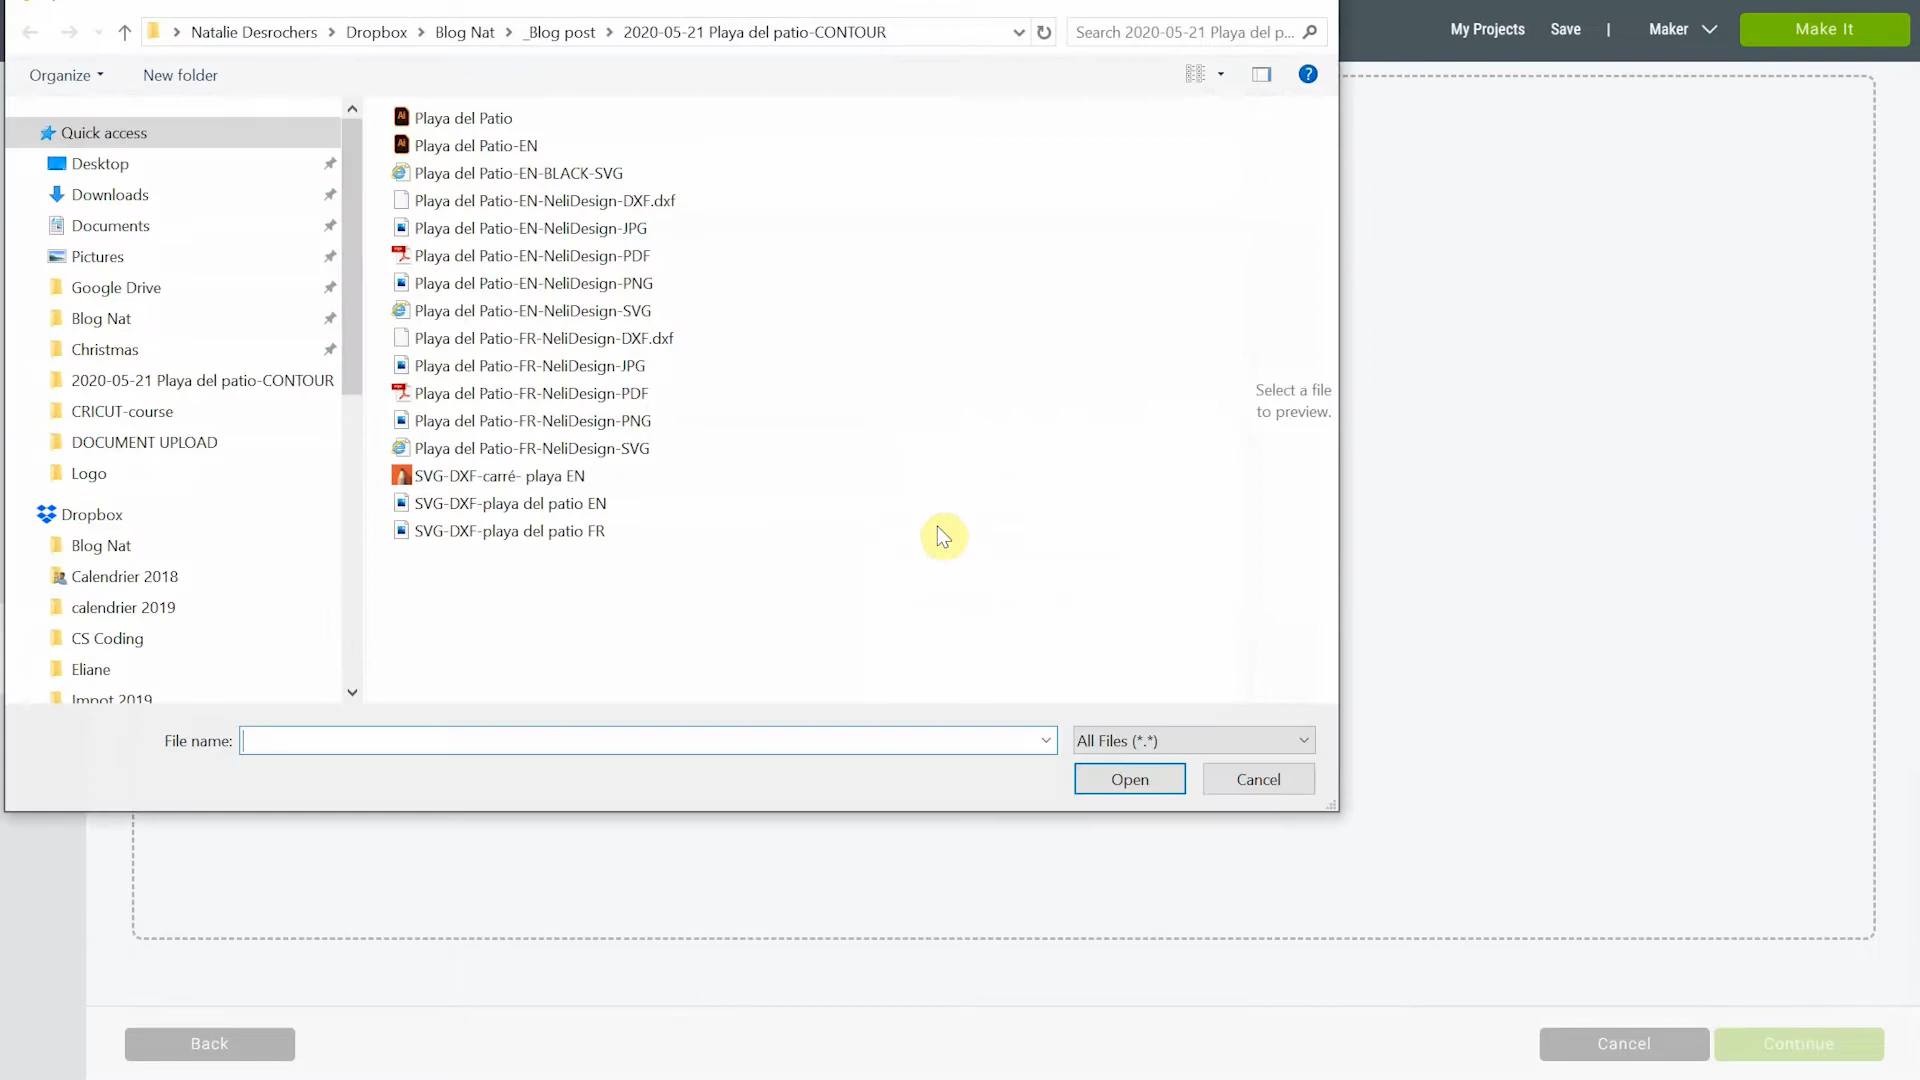 Natalie Desrochers > Dropbox > Blog Nat > _Blog post > 2020-05-21 Playa del patio-CONTOUR
Search 2020-05-21 Playa del p...
My Projects Save | Maker Make It
Organize New folder
?
Quick access
Desktop
Downloads
Documents
Pictures
Google Drive
Blog Nat
Christmas
2020-05-21 Playa del patio-CONTOUR
CRICUT-course
DOCUMENT UPLOAD
Logo
Dropbox
Blog Nat
Calendrier 2018
calendrier 2019
CS Coding
Eliane
Impot 2019
Playa del Patio
Playa del Patio-EN
Playa del Patio-EN-BLACK-SVG
Playa del Patio-EN-NeliDesign-DXF.dxf
Playa del Patio-EN-NeliDesign-JPG
Playa del Patio-EN-NeliDesign-PDF
Playa del Patio-EN-NeliDesign-PNG
Playa del Patio-EN-NeliDesign-SVG
Playa del Patio-FR-NeliDesign-DXF.dxf
Playa del Patio-FR-NeliDesign-JPG
Playa del Patio-FR-NeliDesign-PDF
Playa del Patio-FR-NeliDesign-PNG
Playa del Patio-FR-NeliDesign-SVG
SVG-DXF-carré- playa EN
SVG-DXF-playa del patio EN
SVG-DXF-playa del patio FR
Select a file
to preview.
File name:
All Files (*.*)
Open Cancel
Back Cancel Continue